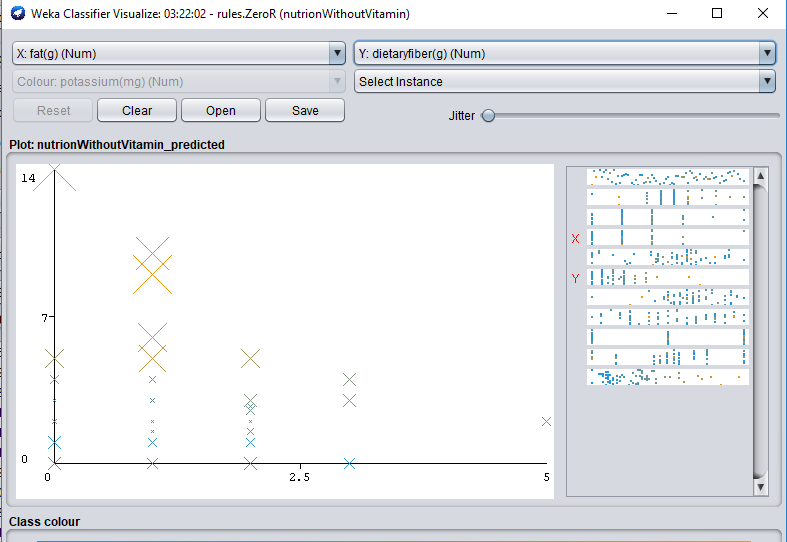 Weka Classifier Visualize: 03:22:02 - rules.ZeroR (nutrionWithoutVitamin)
X: fat(g) (Num)
Y: dietaryfiber(g) (Num)
Colour: potassium(mg) (Num)
Select Instance
Reset
Clear
Open
Save
Jitter
Plot: nutrionWithoutVitamin_predicted
14
7
0
0
2.5
5
X
Y
Class colour